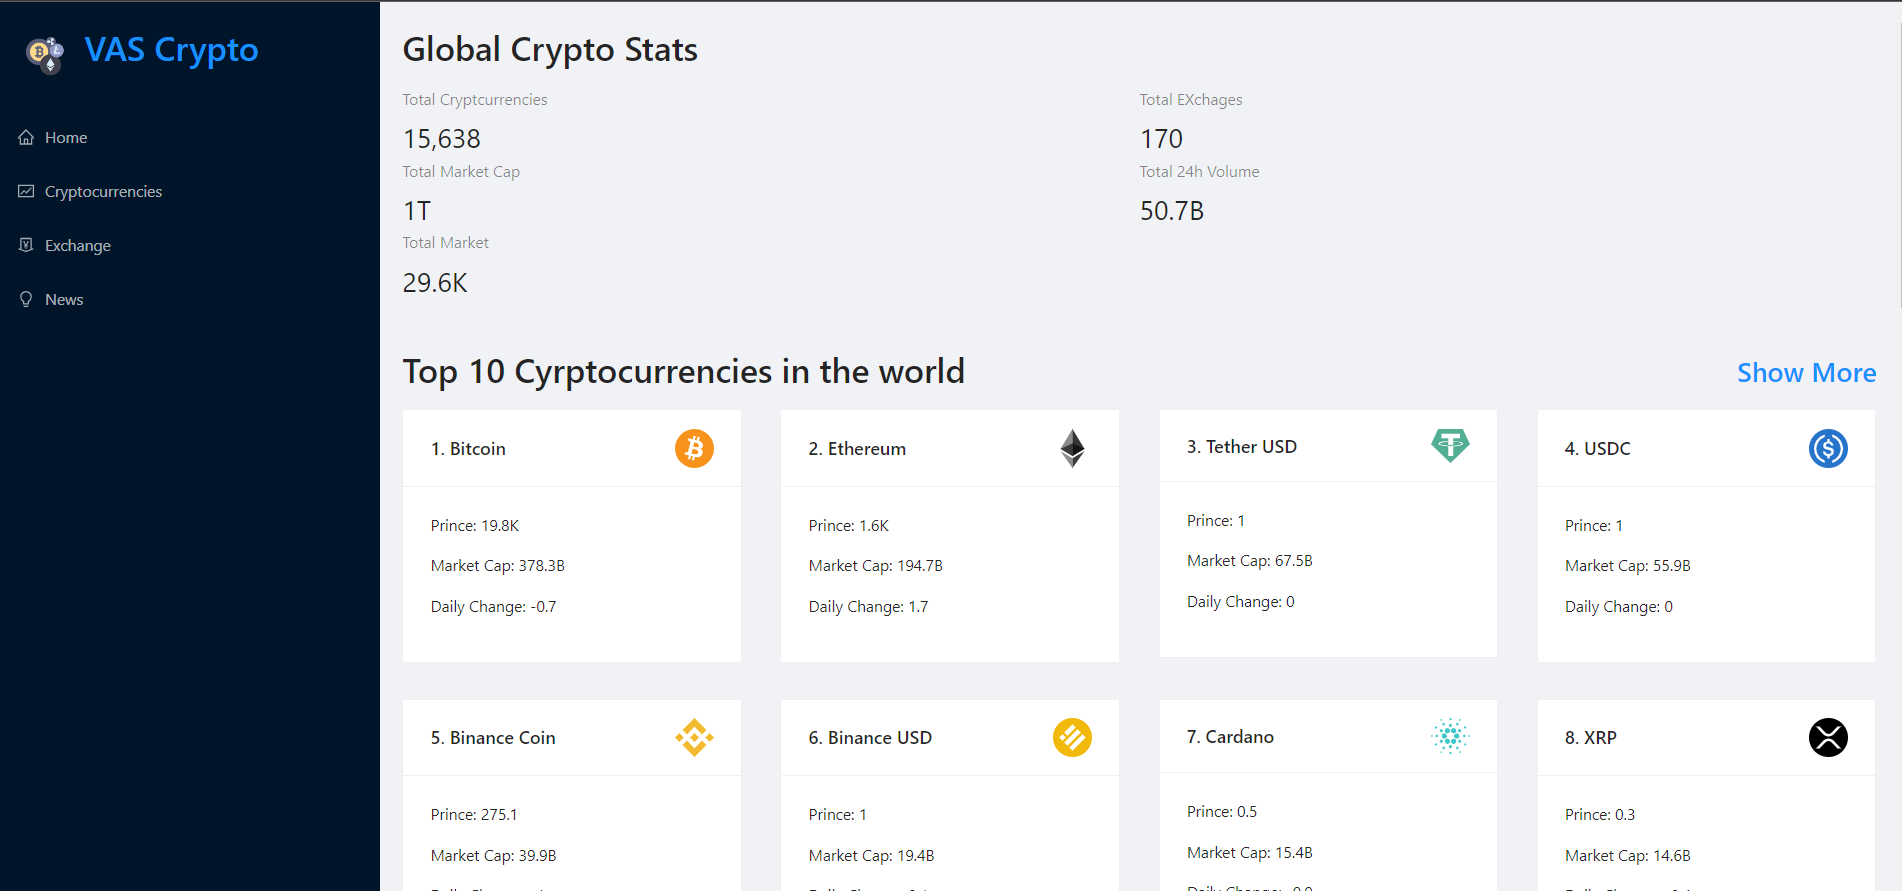 VAS Crypto
Home
Cryptocurrencies
Exchange
News
Global Crypto Stats
Total Cryptcurrencies
15,638
Total EXchages
170
Total Market Cap
1T
Total 24h Volume
50.7B
Total Market
29.6K
Top 10 Cyrptocurrencies in the world
Show More
1. Bitcoin
Prince: 19.8K
Market Cap: 378.3B
Daily Change: -0.7
2. Ethereum
Prince: 1.6K
Market Cap: 194.7B
Daily Change: 1.7
3. Tether USD
Prince: 1
Market Cap: 67.5B
Daily Change: 0
4. USDC
Prince: 1
Market Cap: 55.9B
Daily Change: 0
5. Binance Coin
Prince: 275.1
Market Cap: 39.9B
6. Binance USD
Prince: 1
Market Cap: 19.4B
7. Cardano
Prince: 0.5
Market Cap: 15.4B
8. XRP
Prince: 0.3
Market Cap: 14.6B